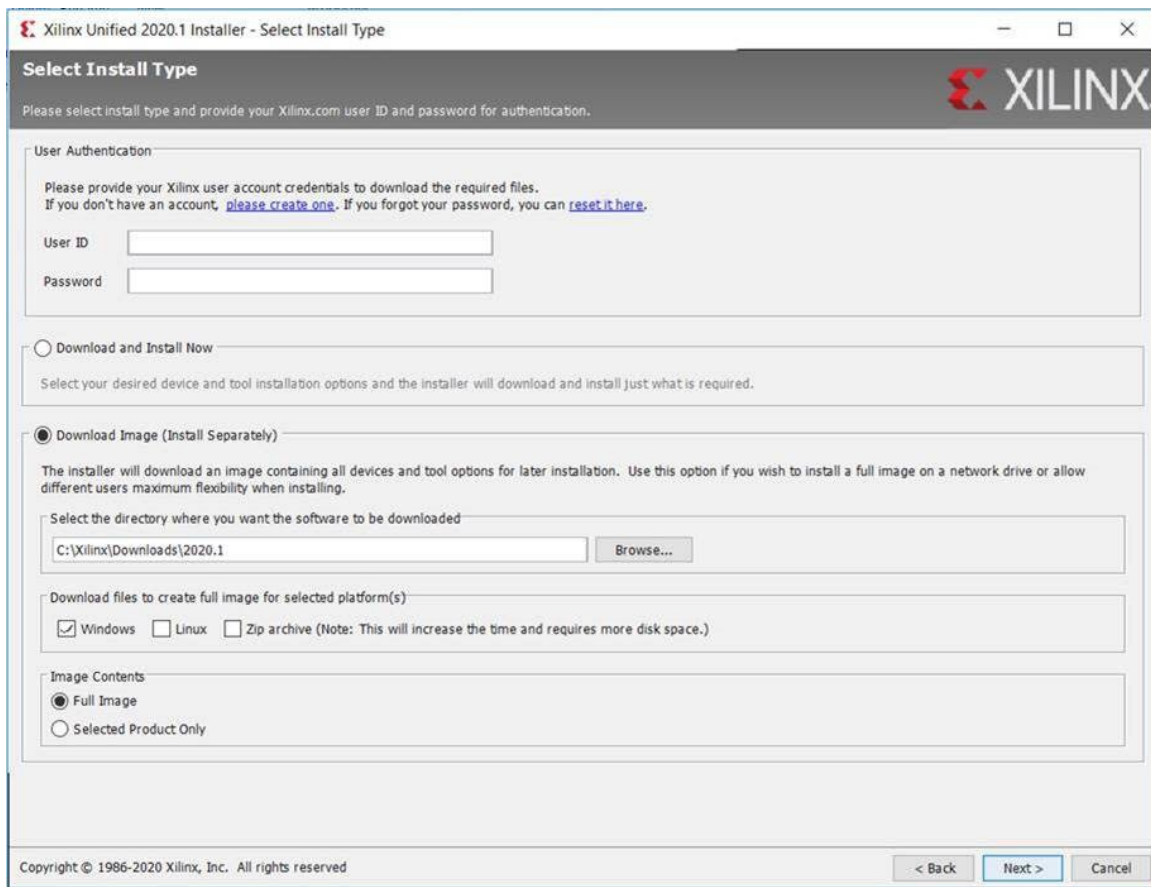 Xilinx Unified 2020.1 Installer - Select Install Type
Select Install Type
XILINX
Please select install type and provide your Xilinx.com user ID and password for authentication.
User Authentication
Please provide your Xilinx user account credentials to download the required files.
If you don't have an account, please create one. If you forgot your password, you can reset it here.
User ID
Password
Download and Install Now
Select your desired device and tool installation options and the installer will download and install just what is required.
Download Image (Install Separately)
The installer will download an image containing all devices and tool options for later installation. Use this option if you wish to install a full image on a network drive or allow
different users maximum flexibility when installing.
Select the directory where you want the software to be downloaded
C:\Xilinx\Downloads\2020.1 Browse...
Download files to create full image for selected platform(s)
Windows Linux Zip archive (Note: This will increase the time and requires more disk space.)
Image Contents
Full Image
Selected Product Only
Copyright © 1986-2020 Xilinx, Inc. All rights reserved < Back Next > Cancel